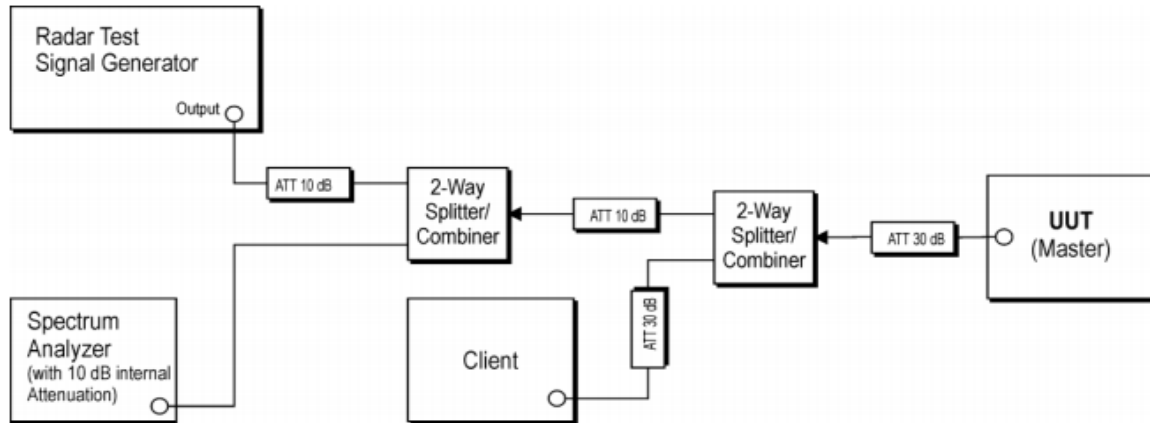 Radar Test
Signal Generator
Output
ATT 10 dB
2-Way
Splitter/
Combiner
ATT 10 dB
2-Way
Splitter/
Combiner
ATT 30 dB
UUT
(Master)
Spectrum
Analyzer
(with 10 dB internal
Attenuation)
Client
ATT 30 dB